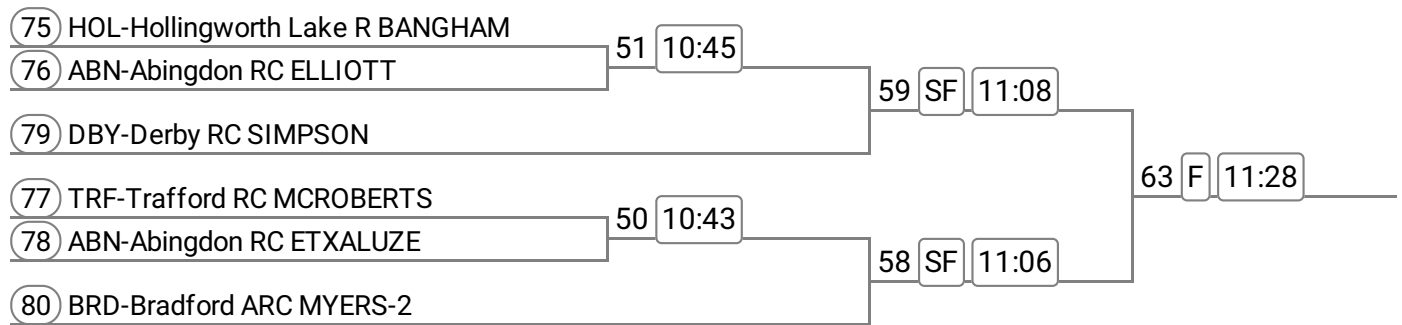 75 HOL-Hollingworth Lake R BANGHAM
51 10:45
76 ABN-Abingdon RC ELLIOTT
59 SF 11:08
79 DBY-Derby RC SIMPSON
63 F 11:28
77 TRF-Trafford RC MCROBERTS
50 10:43
78 ABN-Abingdon RC ETXALUZE
58 SF 11:06
80 BRD-Bradford ARC MYERS-2